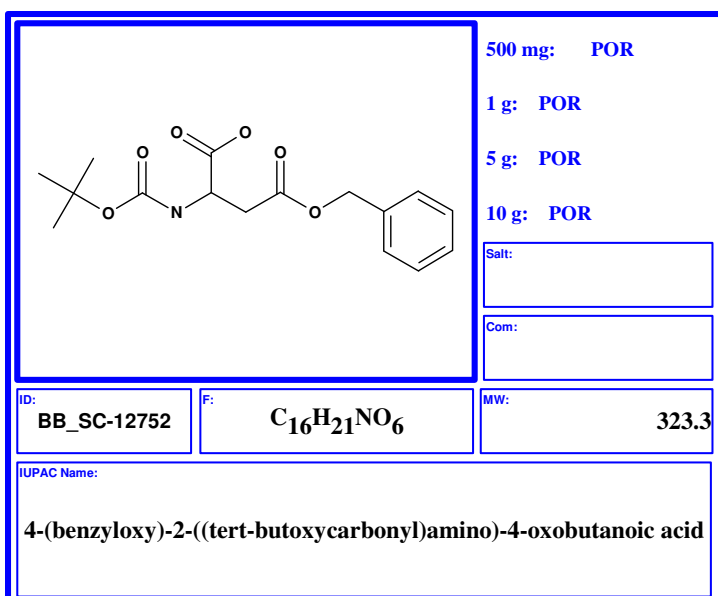 500 mg: POR
1 g: POR
5 g: POR
10 g: POR
O
O
O
O
O
N
O
Salt:
Com:
ID:
BB_SC-12752
F:
C16H21NO6
MW:
323.3
IUPAC Name:
4-(benzyloxy)-2-((tert-butoxycarbonyl)amino)-4-oxobutanoic acid